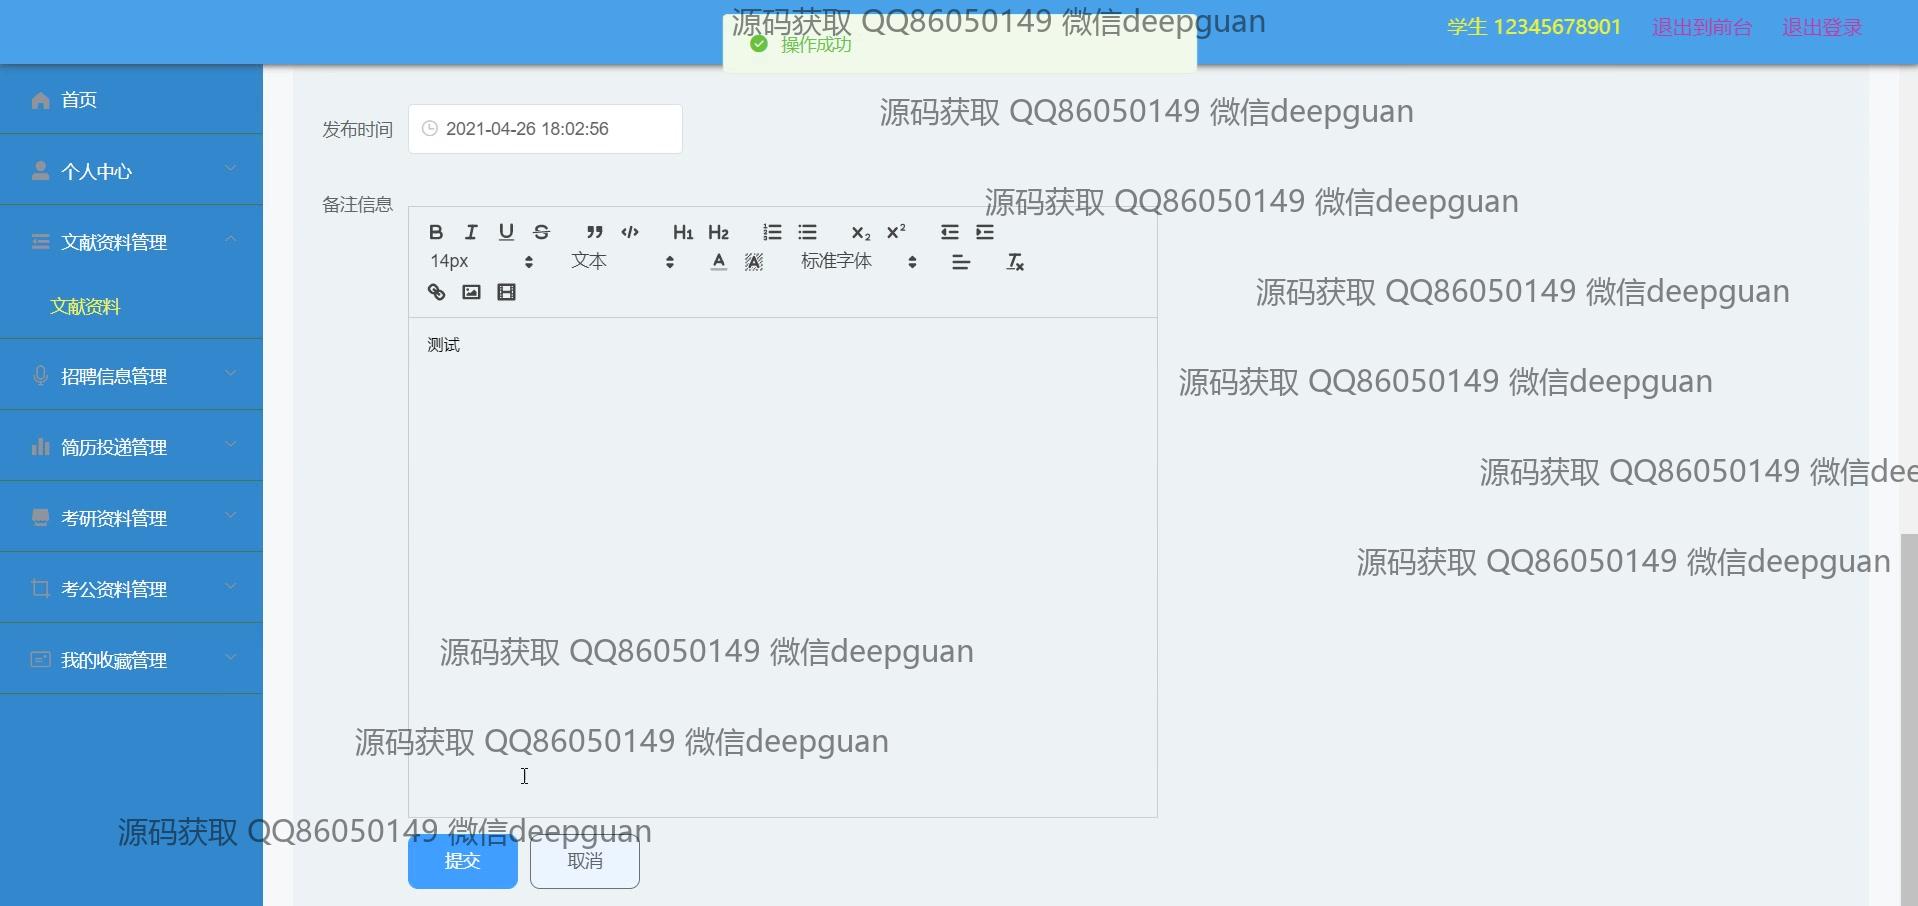 源码获取 QQ86050149 微信deepguan
操作成功
学生 12345678901
退出到前台
退出登录
首页
个人中心
文献资料管理
文献资料
招聘信息管理
简历投递管理
考研资料管理
考公资料管理
我的收藏管理
源码获取 QQ86050149 微信deepguan
发布时间
2021-04-26 18:02:56
源码获取 QQ86050149 微信deepguan
备注信息
B I U S ” </> H1 H2 X2 X2
14px 文本 A A 标准字体 Tx
源码获取 QQ86050149 微信deepguan
测试
源码获取 QQ86050149 微信deepguan
源码获取 QQ86050149 微信dee
源码获取 QQ86050149 微信deepguan
源码获取 QQ86050149 微信deepguan
源码获取 QQ86050149 微信deepguan
源码获取 QQ86050149 微信deepguan
提交
取消